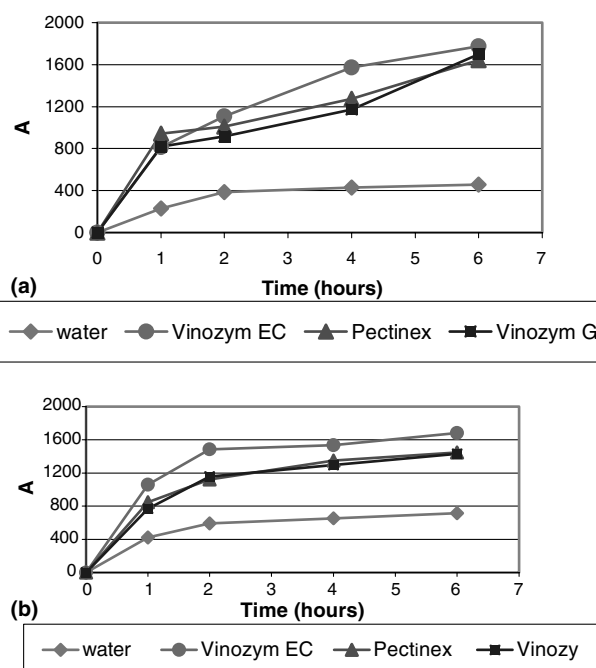 2000
1600
1200
A
800
400
0
0 1 2 3 4 5 6 7
(a) Time (hours)
water Vinozym EC Pectinex Vinozym G
2000
1600
1200
A
800
400
0
0 1 2 3 4 5 6 7
(b) Time (hours)
water Vinozym EC Pectinex Vinozy